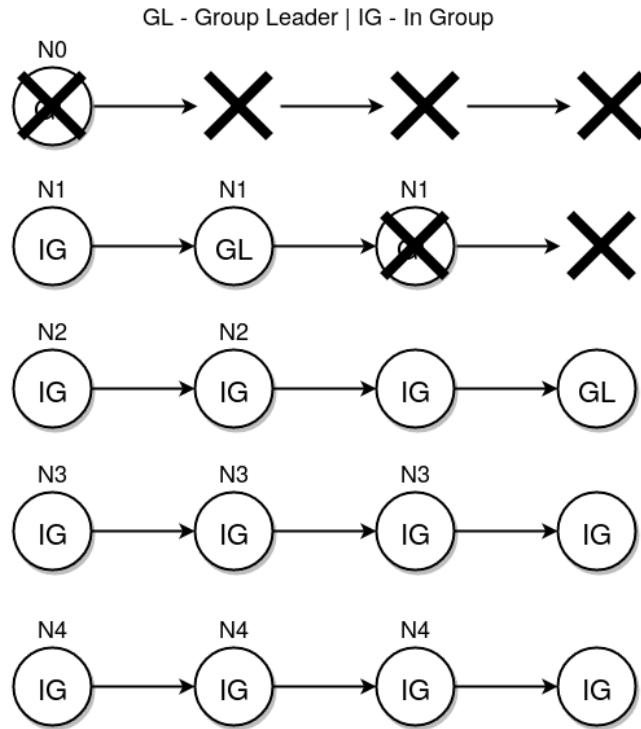 GL - Group Leader | IG - In Group
N0
N1 N1 N1
IG GL
N2 N2
IG IG IG GL
N3 N3 N3
IG IG IG IG
N4 N4 N4
IG IG IG IG